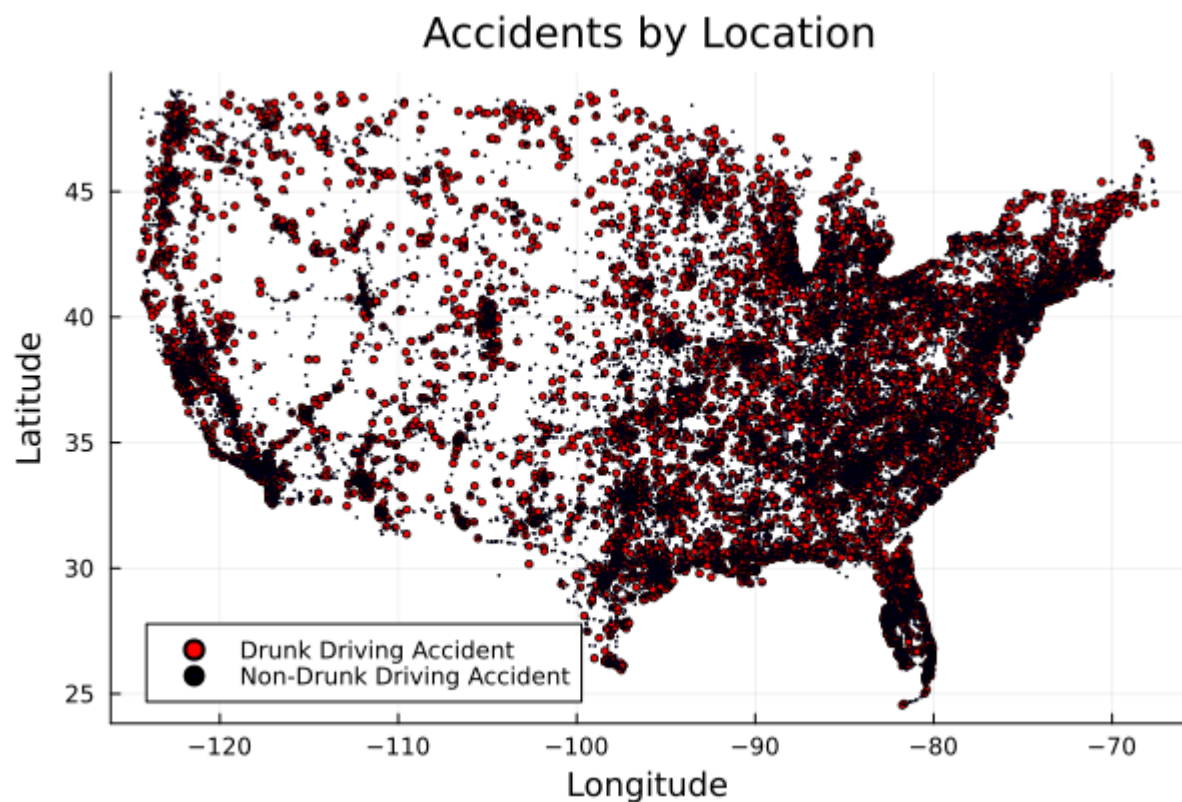 Accidents by Location
Latitude
45
40
35
30
25
Drunk Driving Accident
Non-Drunk Driving Accident
−120 −110 −100 −90 −80 −70
Longitude